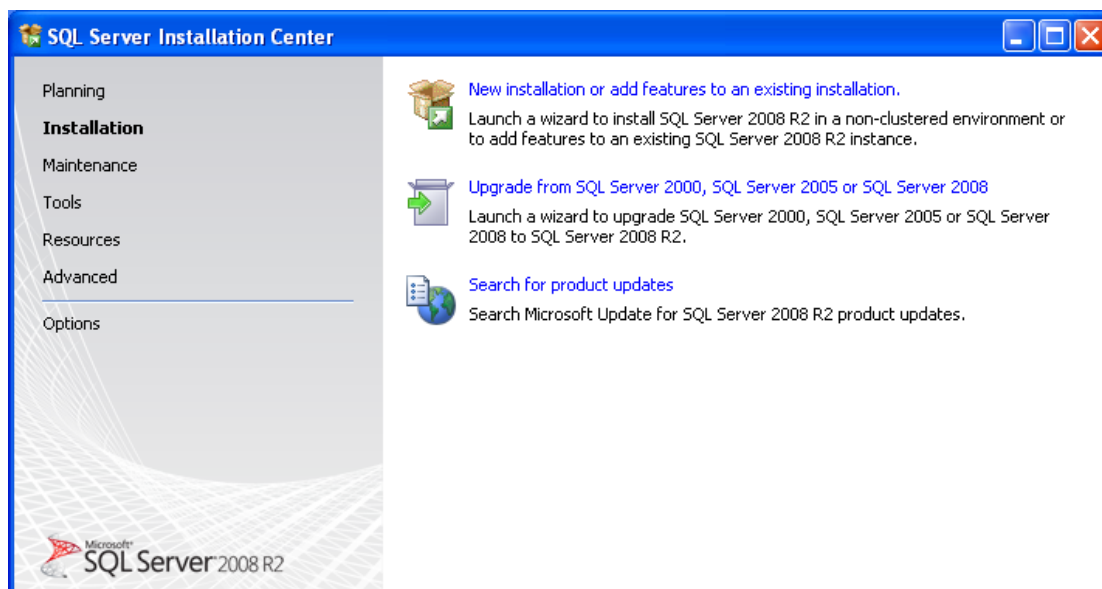 SQL Server Installation Center
Planning
Installation
Maintenance
Tools
Resources
Advanced
Options
New installation or add features to an existing installation.
Launch a wizard to install SQL Server 2008 R2 in a non-clustered environment or
to add features to an existing SQL Server 2008 R2 instance.
Upgrade from SQL Server 2000, SQL Server 2005 or SQL Server 2008
Launch a wizard to upgrade SQL Server 2000, SQL Server 2005 or SQL Server
2008 to SQL Server 2008 R2.
Search for product updates
Search Microsoft Update for SQL Server 2008 R2 product updates.
Microsoft
SQL Server 2008 R2